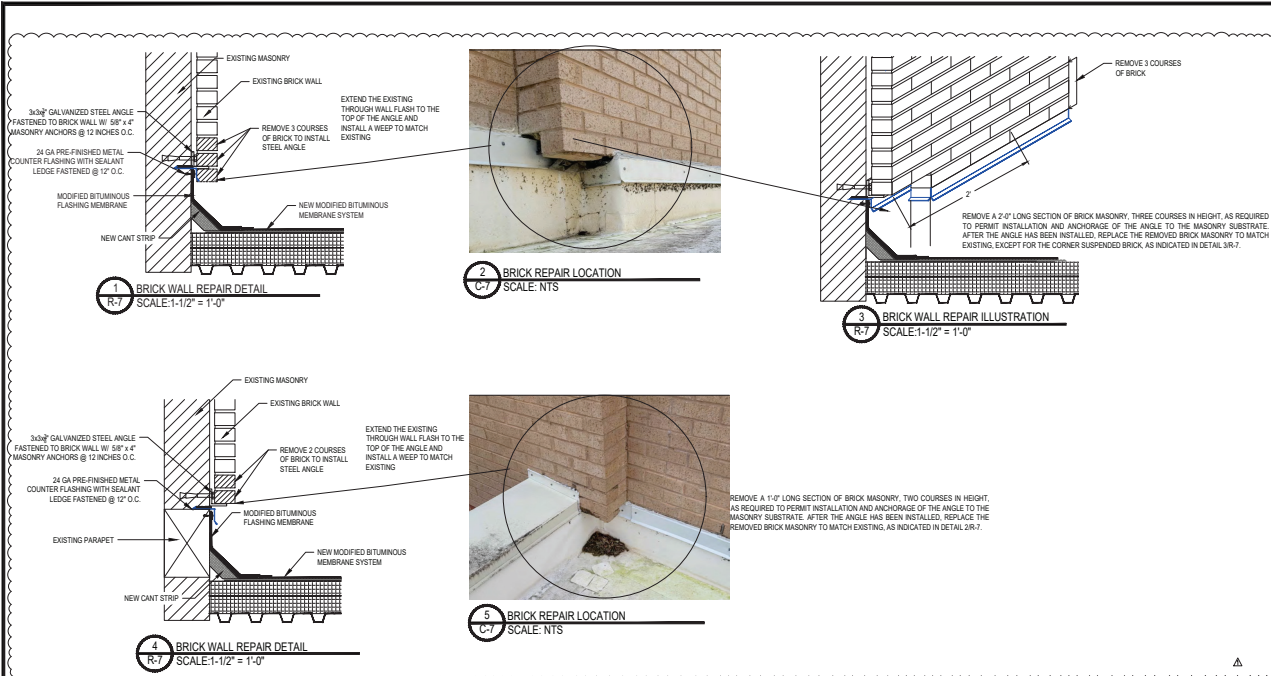 EXISTING MASONRY
EXISTING BRICK WALL
3x3x GALVANIZED STEEL ANGLE
FASTENED TO BRICK WALL W/ 5/8" x 4"
MASONRY ANCHORS @ 12 INCHES O.C.
24 GA PRE-FINISHED METAL
COUNTER FLASHING WITH SEALANT
LEDGE FASTENED @ 12" O.C.
MODIFIED BITUMINOUS
FLASHING MEMBRANE
NEW CANT STRIP
REMOVE 3 COURSES
OF BRICK TO INSTALL
STEEL ANGLE
EXTEND THE EXISTING
THROUGH WALL FLASH TO THE
TOP OF THE ANGLE AND
INSTALL A WEEP TO MATCH
EXISTING
NEW MODIFIED BITUMINOUS
MEMBRANE SYSTEM
1
R-7
BRICK WALL REPAIR DETAIL
SCALE:1-1/2" = 1'-0"
2
C-7
BRICK REPAIR LOCATION
SCALE: NTS
REMOVE 3 COURSES
OF BRICK
2'
REMOVE A 2'-0" LONG SECTION OF BRICK MASONRY, THREE COURSES IN HEIGHT, AS REQUIRED
TO PERMIT INSTALLATION AND ANCHORAGE OF THE ANGLE TO THE MASONRY SUBSTRATE.
AFTER THE ANGLE HAS BEEN INSTALLED, REPLACE THE REMOVED BRICK MASONRY TO MATCH
EXISTING, EXCEPT FOR THE CORNER SUSPENDED BRICK, AS INDICATED IN DETAIL 3/R-7.
3
R-7
BRICK WALL REPAIR ILLUSTRATION
SCALE:1-1/2" = 1'-0"
EXISTING MASONRY
EXISTING BRICK WALL
3x3x GALVANIZED STEEL ANGLE
FASTENED TO BRICK WALL W/ 5/8" x 4"
MASONRY ANCHORS @ 12 INCHES O.C.
24 GA PRE-FINISHED METAL
COUNTER FLASHING WITH SEALANT
LEDGE FASTENED @ 12" O.C.
EXISTING PARAPET
NEW CANT STRIP
REMOVE 2 COURSES
OF BRICK TO INSTALL
STEEL ANGLE
MODIFIED BITUMINOUS
FLASHING MEMBRANE
EXTEND THE EXISTING
THROUGH WALL FLASH TO THE
TOP OF THE ANGLE AND
INSTALL A WEEP TO MATCH
EXISTING
NEW MODIFIED BITUMINOUS
MEMBRANE SYSTEM
4
R-7
BRICK WALL REPAIR DETAIL
SCALE:1-1/2" = 1'-0"
REMOVE A 1'-0" LONG SECTION OF BRICK MASONRY, TWO COURSES IN HEIGHT,
AS REQUIRED TO PERMIT INSTALLATION AND ANCHORAGE OF THE ANGLE TO THE
MASONRY SUBSTRATE. AFTER THE ANGLE HAS BEEN INSTALLED, REPLACE THE
REMOVED BRICK MASONRY TO MATCH EXISTING, AS INDICATED IN DETAIL 2/R-7.
5
C-7
BRICK REPAIR LOCATION
SCALE: NTS